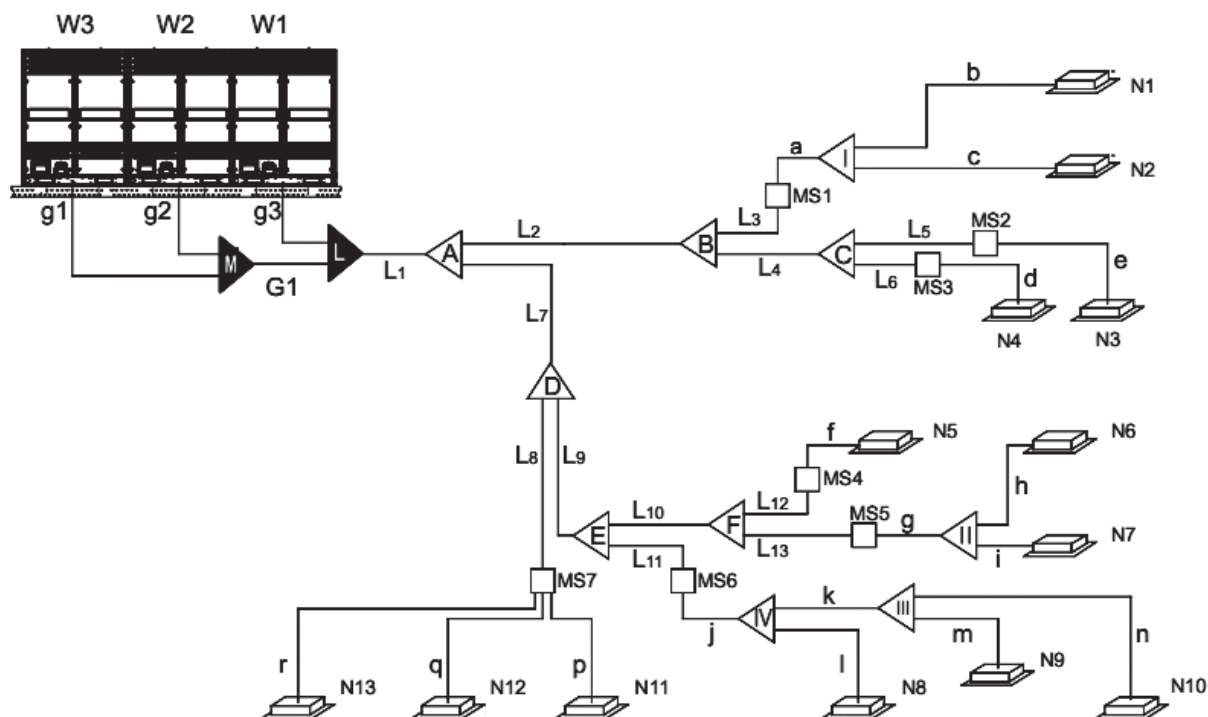 W3 W2 W1
b N1
a I c N2
MS1
g1 g2 g3
L3 L5 MS2
L2 B
M L A C
G1 L1 L4 L6 MS3 d e
N4 N3
L7
D
f N5 N6
L8 L9 MS4 h
L12 MS5
L10 F g II N7
E L13 i
L11
MS7 MS6
k III
IV
j m n
r q p l N9
N13 N12 N11 N8 N10